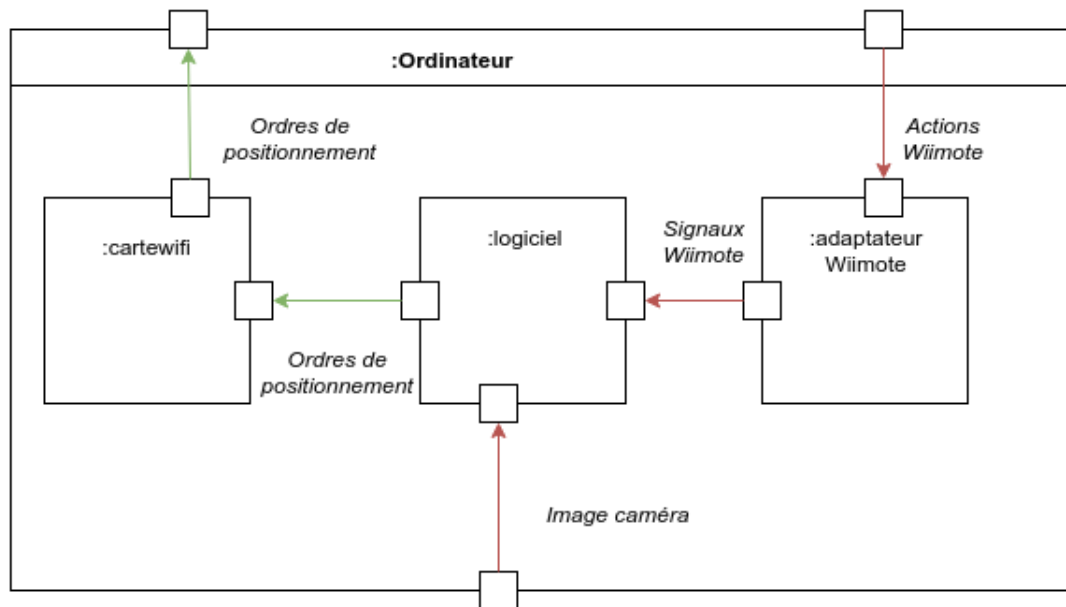 :Ordinateur
Ordres de
positionnement
Actions
Wiimote
:cartewifi
:logiciel
Signaux
Wiimote
:adaptateur
Wiimote
Ordres de
positionnement
Image caméra